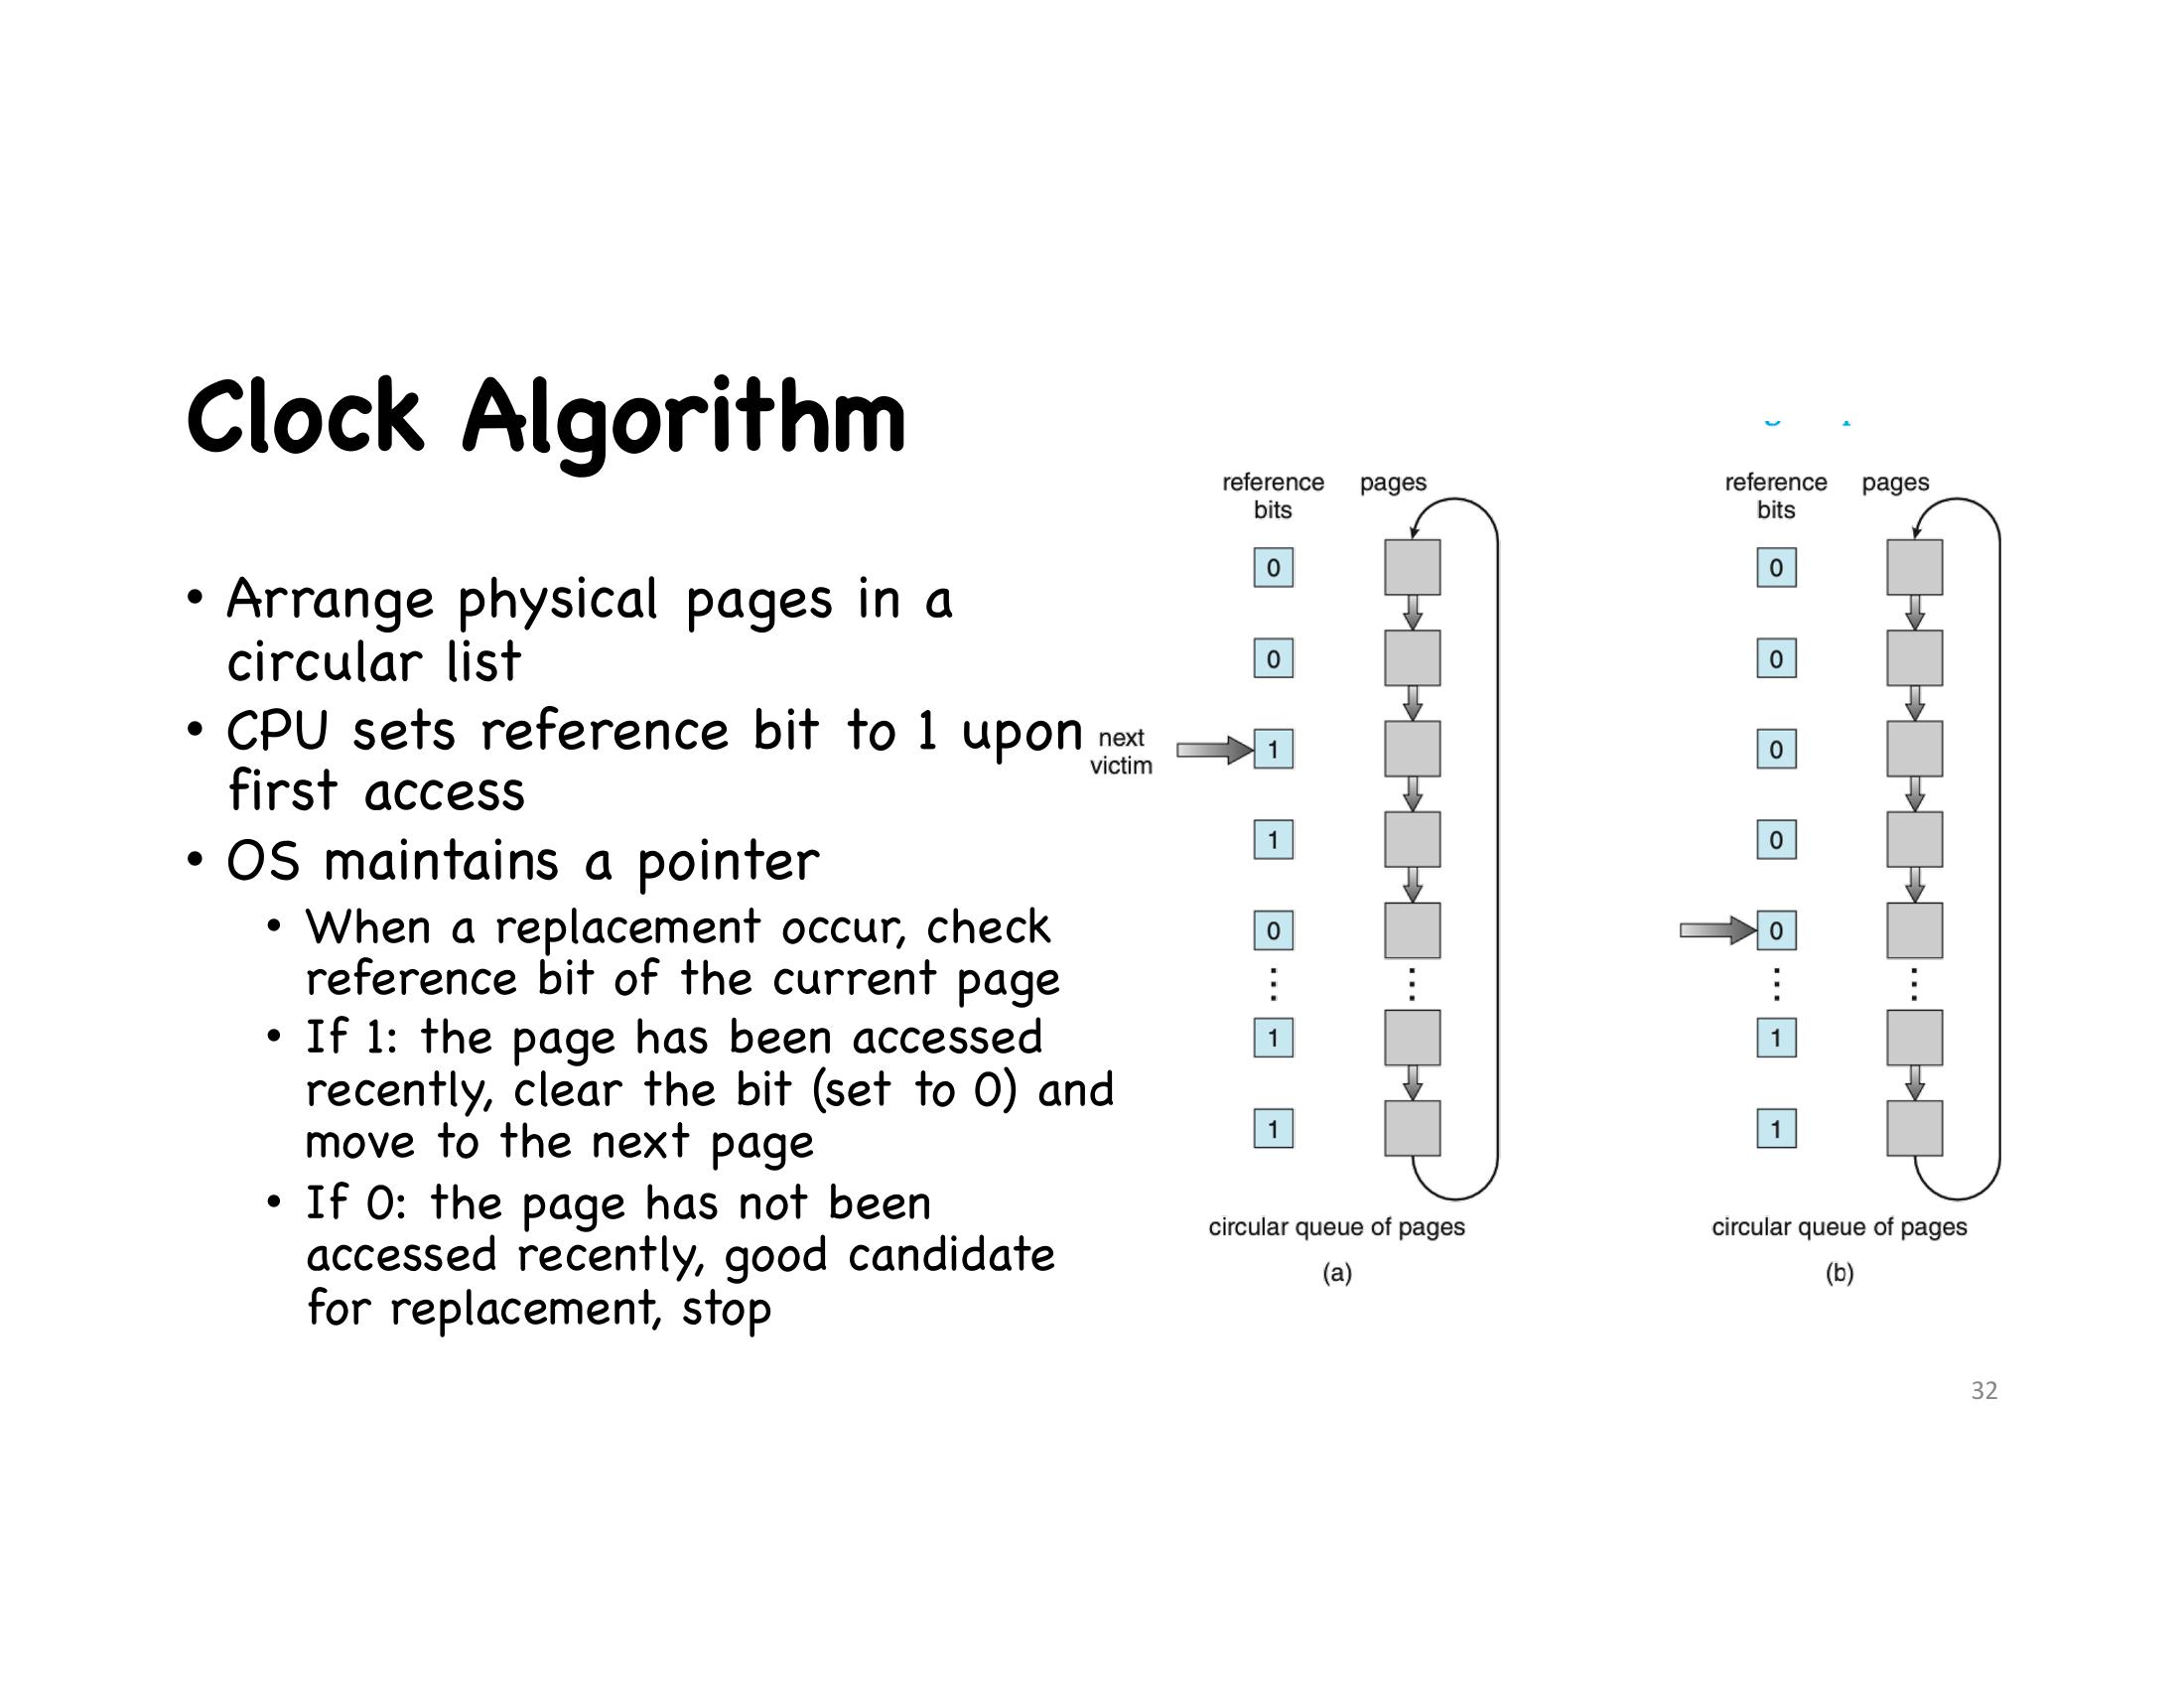 Clock Algorithm
• Arrange physical pages in a
circular list
• CPU sets reference bit to 1 upon
first access
• OS maintains a pointer
• When a replacement occur, check
reference bit of the current page
• If 1: the page has been accessed
recently, clear the bit (set to 0) and
move to the next page
• If 0: the page has not been
accessed recently, good candidate
for replacement, stop
reference pages
bits
0
0
next
victim
1
1
0
⋮ ⋮
1
1
circular queue of pages
(a)
reference pages
bits
0
0
0
0
0
⋮ ⋮
1
1
circular queue of pages
(b)
32